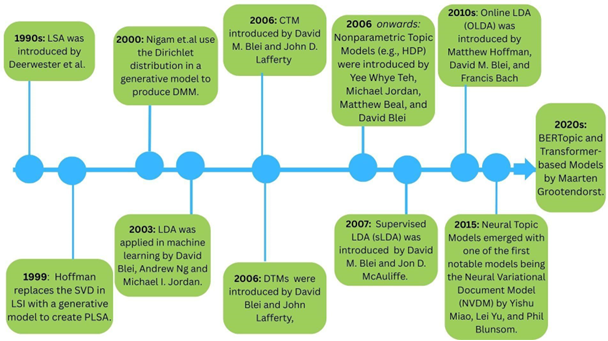 1990s: LSA was
introduced by
Deerwester et al.
1999:  Hoffman
replaces the SVD in
LSI with a generative
model to create PLSA.
2000: Nigam et.al use
the Dirichlet
distribution in a
generative model to
produce DMM.
2003: LDA was
applied in machine
learning by David
Blei, Andrew Ng and
Michael I. Jordan.
2006: CTM
introduced by David
M. Blei and John D.
Lafferty
2006: DTMs were
introduced by David
Blei and John
Lafferty,
2006 onwards:
Nonparametric Topic
Models (e.g., HDP)
were introduced by
Yee Whye Teh,
Michael Jordan,
Matthew Beal, and
David Blei
2007: Supervised
LDA (sLDA) was
introduced by David
M. Blei and Jon D.
McAuliffe.
2010s: Online LDA
(OLDA) was
introduced by
Matthew Hoffman,
David M. Blei, and
Francis Bach
2015: Neural Topic
Models emerged with
one of the first
notable models being
the Neural Variational
Document Model
(NVDM) by Yishu
Miao, Lei Yu, and Phil
Blunsom.
2020s:
BERTopic and
Transformer-
based Models
by Maarten
Grootendorst.